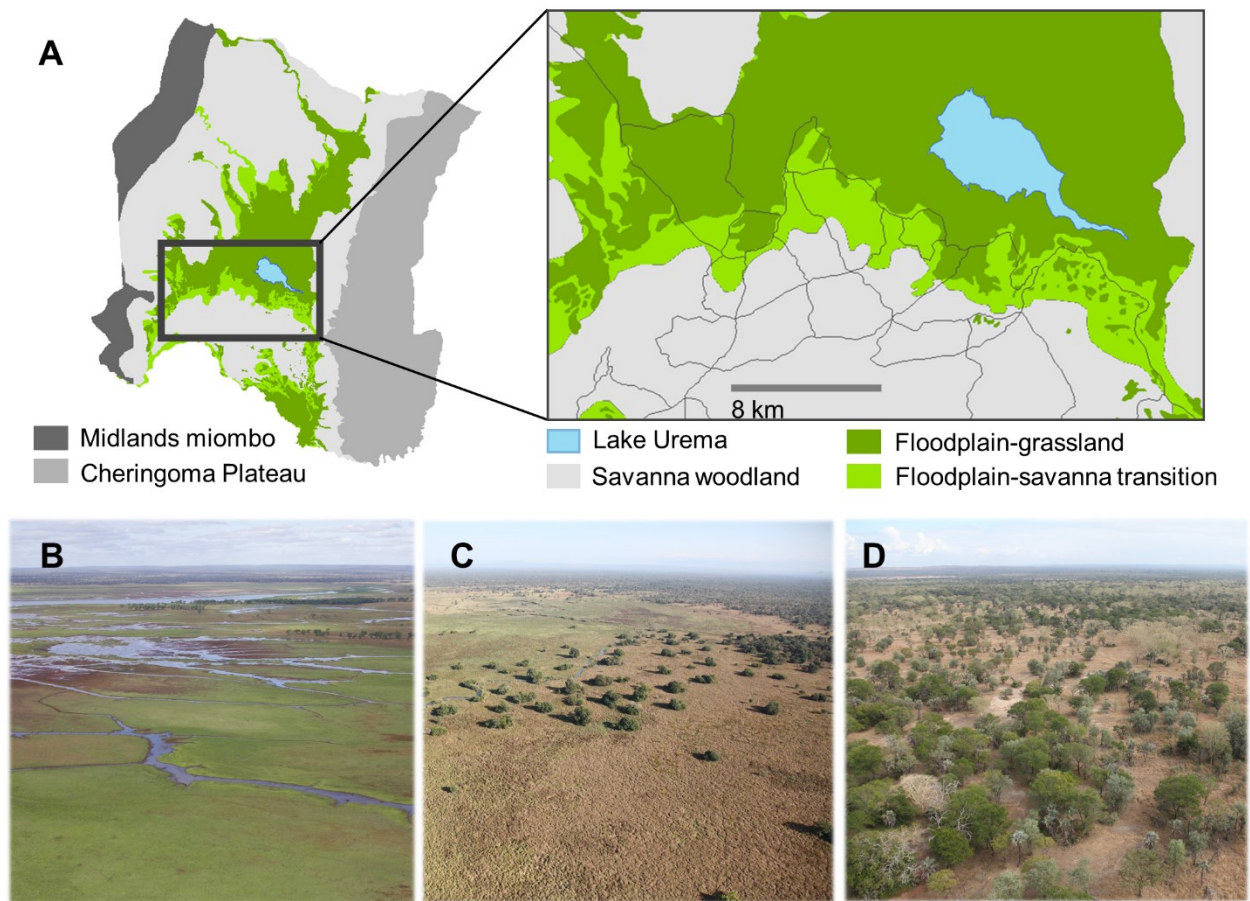 A
8 km
Midlands miombo
Cheringoma Plateau
Lake Urema
Savanna woodland
Floodplain-grassland
Floodplain-savanna transition
B
C
D